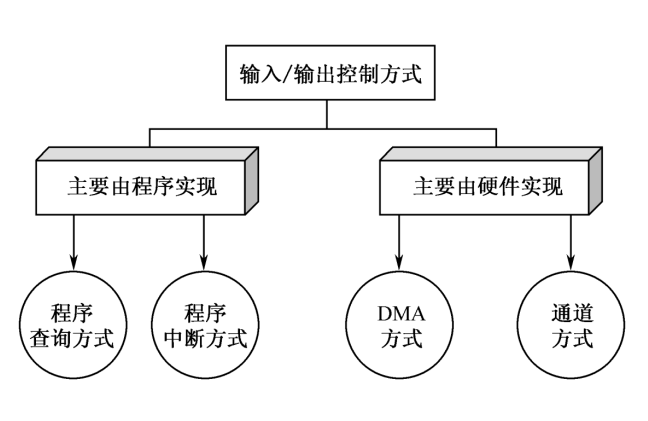 输入/输出控制方式
主要由程序实现
主要由硬件实现
程序
查询方式
程序
中断方式
DMA
方式
通道
方式